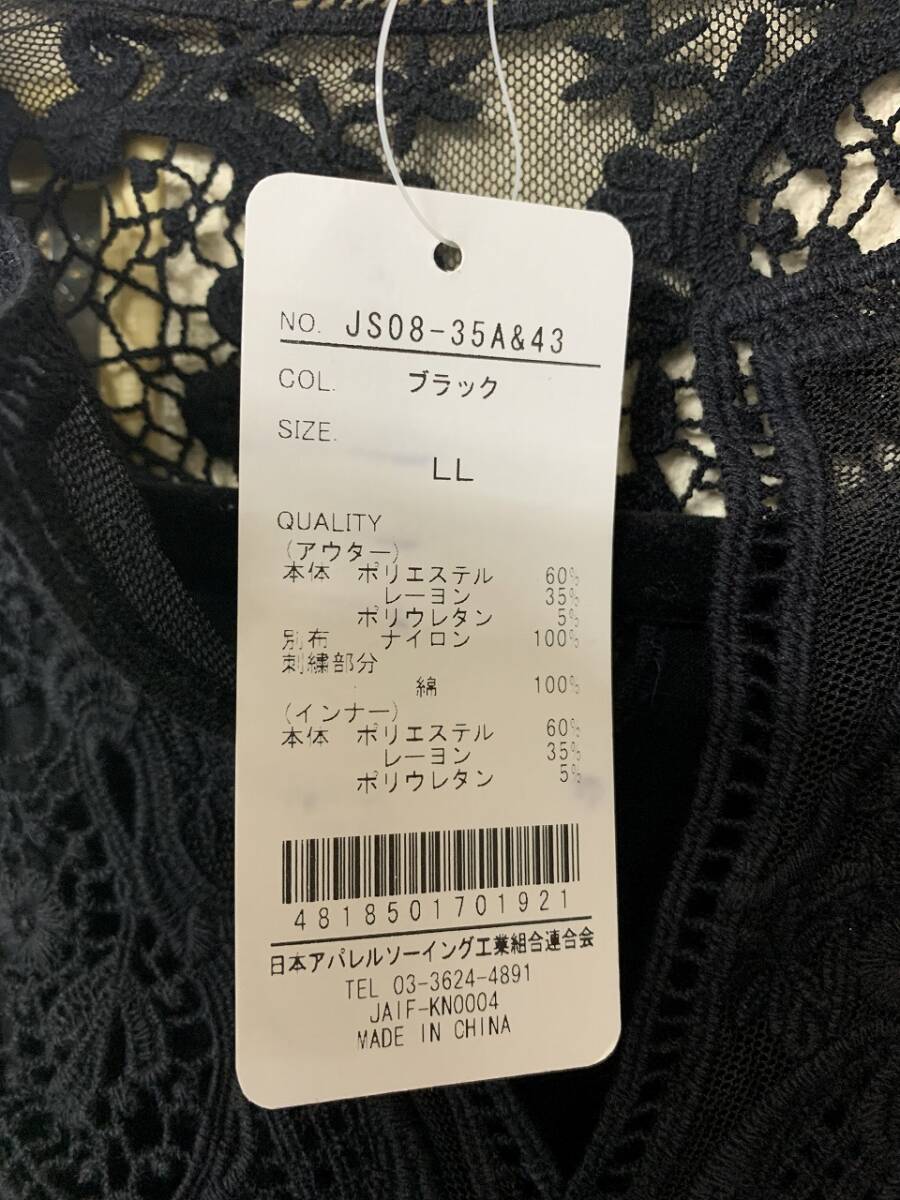 NO. JS08-35A&43
COL. ブラック
SIZE.
LL
QUALITY
(アウター)
本体 ポリエステル 60%
レーヨン 35%
ポリウレタン 5%
別布 ナイロン 100%
刺繍部分
綿 100%
(インナー)
本体 ポリエステル 60%
レーヨン 35%
ポリウレタン 5%
4818501701921
日本アパレルソーイング工業組合連合会
TEL 03-3624-4891
JAIF-KN0004
MADE IN CHINA